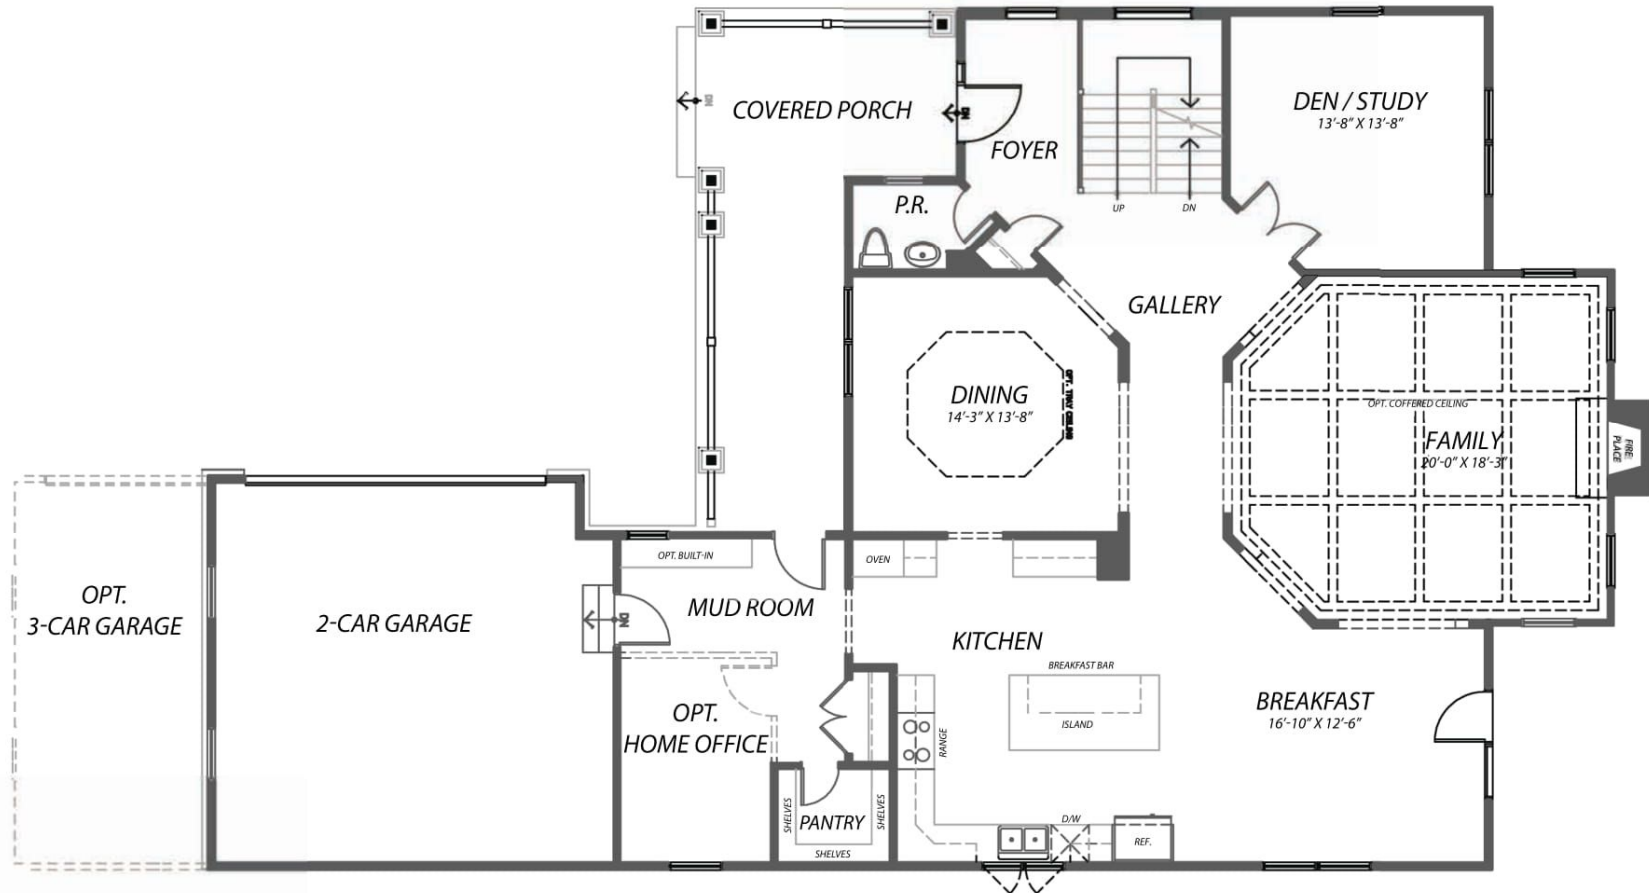 COVERED PORCH
DN
DN
FOYER
UP
DN
DEN / STUDY
13'-8" X 13'-8"
P.R.
GALLERY
DINING
14'-3" X 13'-8"
OPT. TRAY CEILING
OPT. COFFERED CEILING
FAMILY
20'-0" X 18'-3"
FIRE
PLACE
OPT.
3-CAR GARAGE
2-CAR GARAGE
OPT. BUILT-IN
MUD ROOM
DN
OVEN
KITCHEN
BREAKFAST BAR
ISLAND
RANGE
BREAKFAST
16'-10" X 12'-6"
OPT.
HOME OFFICE
SHELVES
PANTRY
SHELVES
SHELVES
D/W
REF.